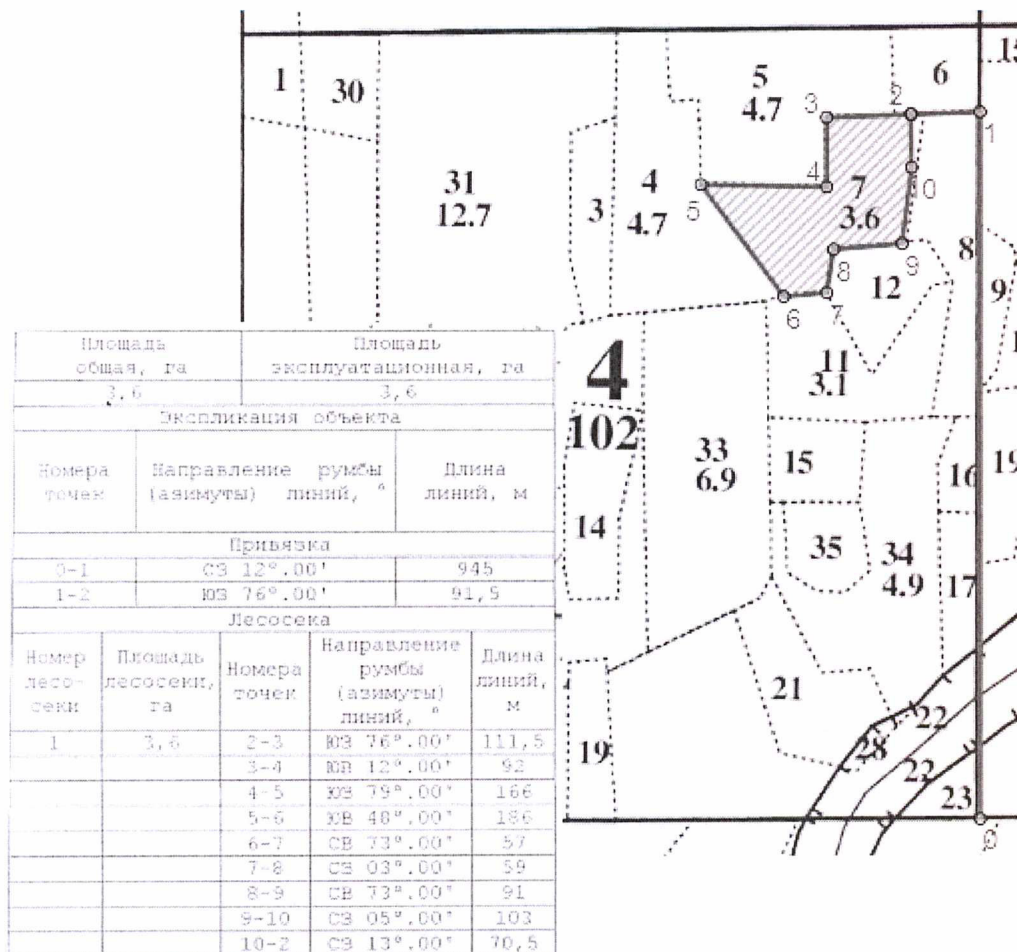 1
30
31
12.7
3
4
4.7
5
4.7
6
15
3
2
1
4
7
3.6
10
5
8
9
8
12
9
6
7
11
3.1
4
102
33
6.9
15
16
19
14
35
34
4.9
17
21
22
28
22
19
23
0
Площадь общая, га
Площадь эксплуатационная, га
3,6
3,6
Экспликация объекта
Номера точек
Направление румбы (азимуты) линий, °
Длина линий, м
Привязка
0-1 СЗ 12°.00' 945
1-2 ЮЗ 76°.00' 91,5
Лесосека
Номер лесо-секи
Площадь лесосеки, га
Номера точек
Направление румбы (азимуты) линий, °
Длина линий, м
1 3,6 2-3 ЮЗ 76°.00' 111,5
3-4 ЮВ 12°.00' 92
4-5 ЮЗ 79°.00' 166
5-6 ЮВ 48°.00' 186
6-7 СВ 73°.00' 57
7-8 СЗ 03°.00' 59
8-9 СВ 73°.00' 91
9-10 СЗ 05°.00' 103
10-2 СЗ 13°.00' 70,5